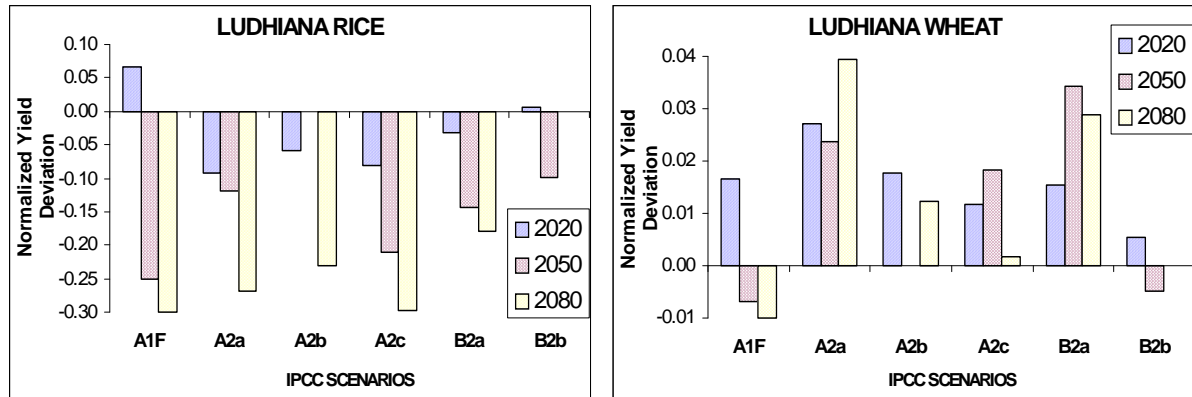 LUDHIANA RICE
Normalized Yield
Deviation
0.10
0.05
0.00
-0.05
-0.10
-0.15
-0.20
-0.25
-0.30
2020
2050
2080
A1F A2a A2b A2c B2a B2b
IPCC SCENARIOS
LUDHIANA WHEAT
Normalized Yield
Deviation
0.04
0.03
0.02
0.01
0.00
-0.01
2020
2050
2080
A1F A2a A2b A2c B2a B2b
IPCC SCENARIOS